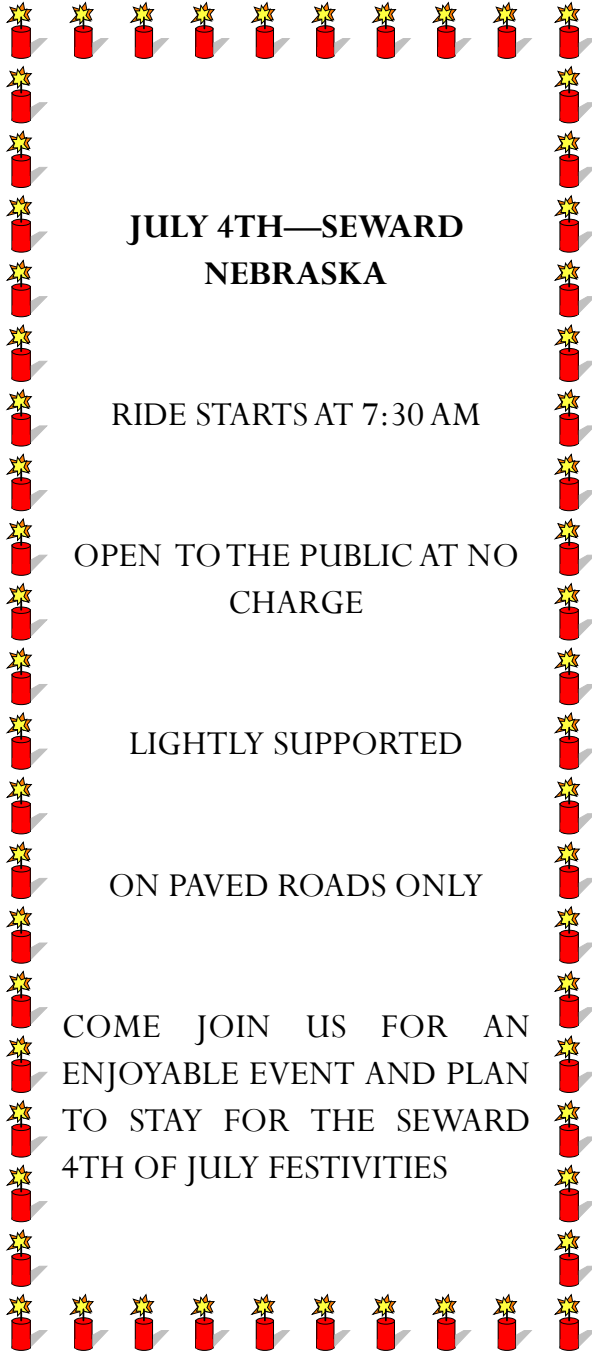 JULY 4TH—SEWARD
NEBRASKA
RIDE STARTS AT 7:30 AM
OPEN TO THE PUBLIC AT NO
CHARGE
LIGHTLY SUPPORTED
ON PAVED ROADS ONLY
COME JOIN US FOR AN
ENJOYABLE EVENT AND PLAN
TO STAY FOR THE SEWARD
4TH OF JULY FESTIVITIES